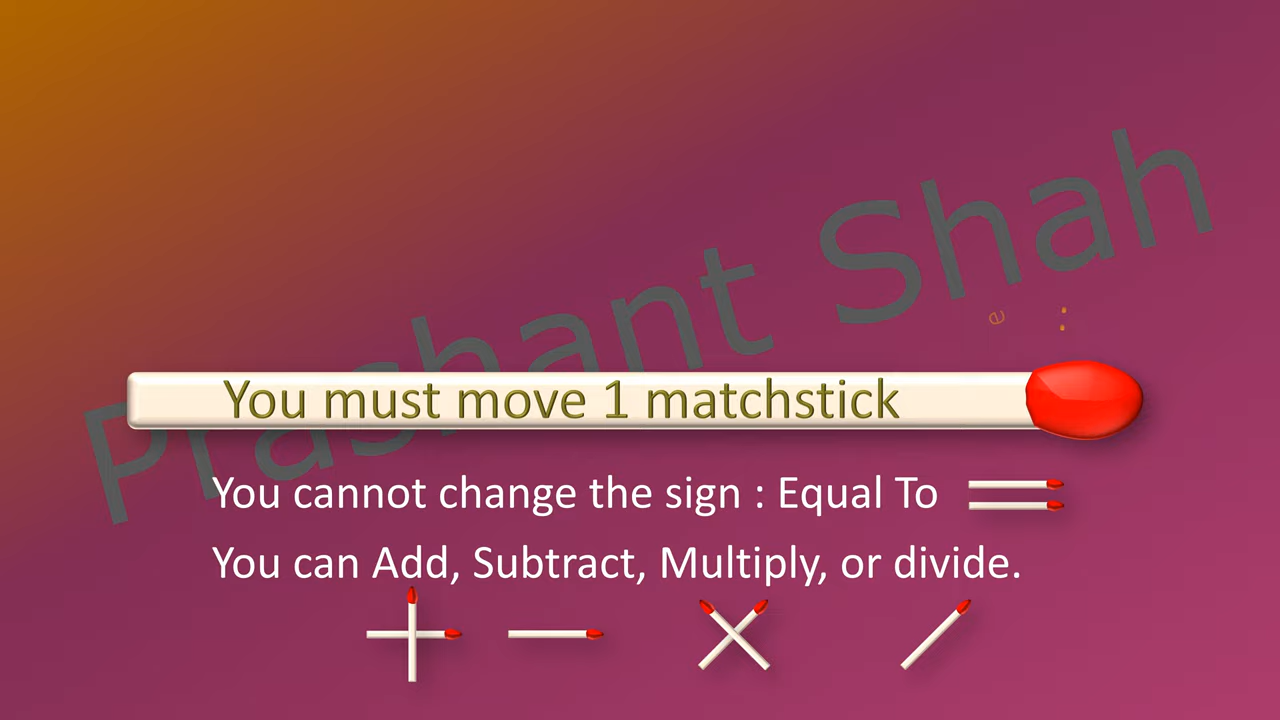 Prashant Shah
e :
You must move 1 matchstick
You cannot change the sign : Equal To
You can Add, Subtract, Multiply, or divide.